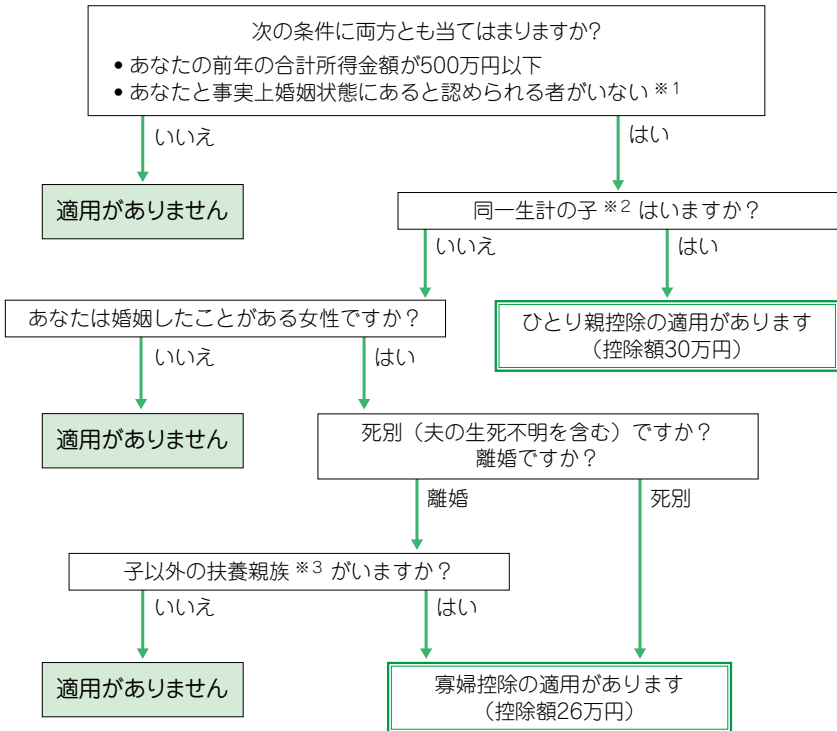 次の条件に両方とも当てはまりますか?
• あなたの前年の合計所得金額が500万円以下
• あなたと事実上婚姻状態にあると認められる者がいない ※1
いいえ
はい
適用がありません
同一生計の子 ※2 はいますか？
いいえ
はい
あなたは婚姻したことがある女性ですか？
ひとり親控除の適用があります
（控除額30万円）
いいえ
はい
適用がありません
死別（夫の生死不明を含む）ですか？
離婚ですか？
離婚
死別
子以外の扶養親族 ※3 がいますか？
いいえ
はい
適用がありません
寡婦控除の適用があります
（控除額26万円）